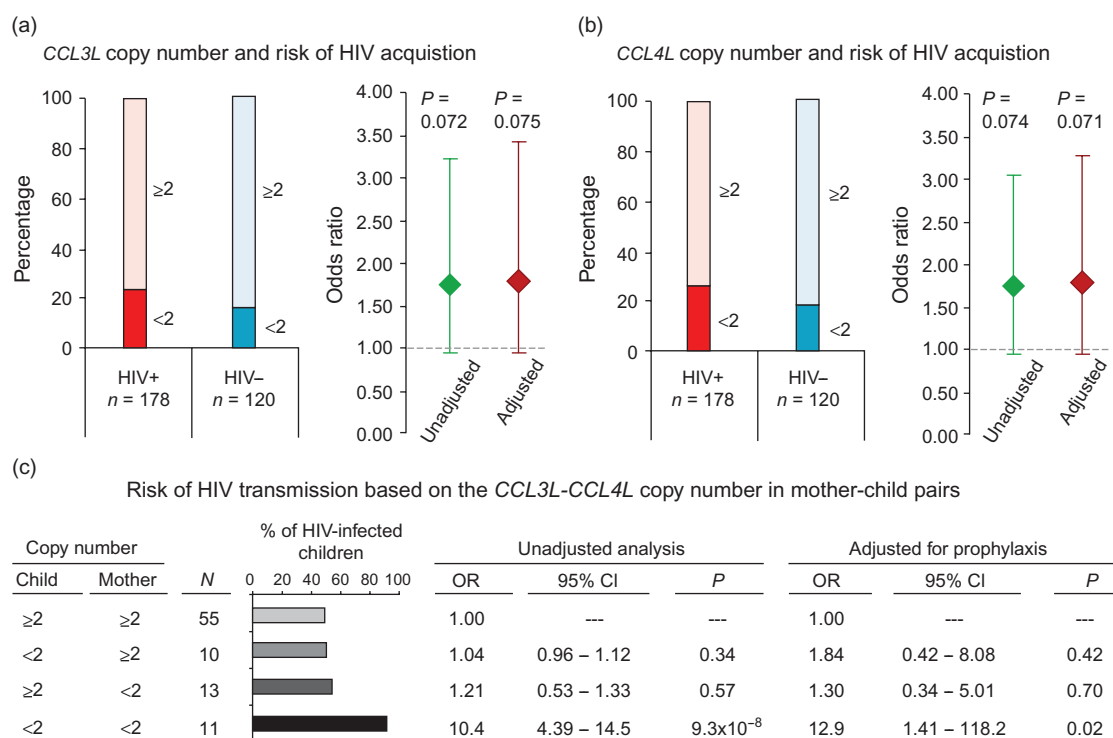 (a)
CCL3L copy number and risk of HIV acquistion
Percentage
100
80
60
40
20
0
≥2
<2
≥2
<2
HIV+
n = 178
HIV–
n = 120
Odds ratio
4.00
3.50
3.00
2.50
2.00
1.50
1.00
0.50
0.00
P =
0.072
P =
0.075
Unadjusted
Adjusted
(b)
CCL4L copy number and risk of HIV acquistion
Percentage
100
80
60
40
20
0
≥2
<2
≥2
<2
HIV+
n = 178
HIV–
n = 120
Odds ratio
4.00
3.50
3.00
2.50
2.00
1.50
1.00
0.50
0.00
P =
0.074
P =
0.071
Unadjusted
Adjusted
(c)
Risk of HIV transmission based on the CCL3L-CCL4L copy number in mother-child pairs
Copy number
% of HIV-infected
children
Unadjusted analysis
Adjusted for prophylaxis
Child Mother N 0 20 40 60 80 100 OR 95% CI P OR 95% CI P
≥2 ≥2 55 1.00 --- --- 1.00 --- ---
<2 ≥2 10 1.04 0.96 – 1.12 0.34 1.84 0.42 – 8.08 0.42
≥2 <2 13 1.21 0.53 – 1.33 0.57 1.30 0.34 – 5.01 0.70
<2 <2 11 10.4 4.39 – 14.5 9.3x10⁻⁸ 12.9 1.41 – 118.2 0.02